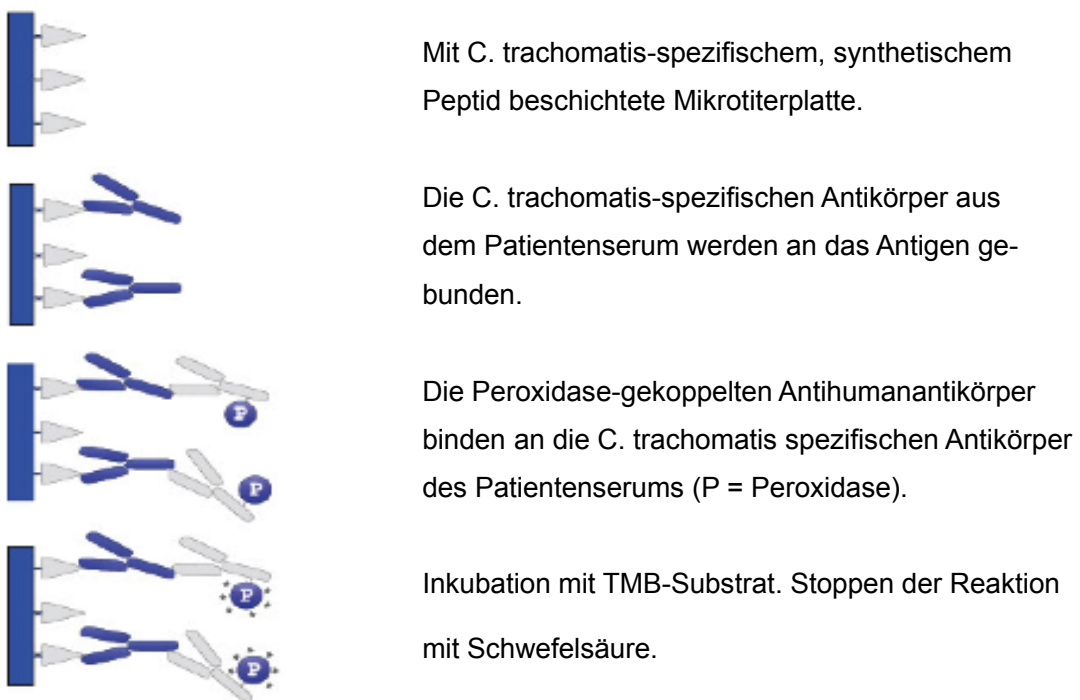 Mit C. trachomatis-spezifischem, synthetischem
Peptid beschichtete Mikrotiterplatte.
Die C. trachomatis-spezifischen Antikörper aus
dem Patientenserum werden an das Antigen ge-
bunden.
Die Peroxidase-gekoppelten Antihumanantikörper
binden an die C. trachomatis spezifischen Antikörper
des Patientenserums (P = Peroxidase).
P
P
Inkubation mit TMB-Substrat. Stoppen der Reaktion
mit Schwefelsäure.
P
P